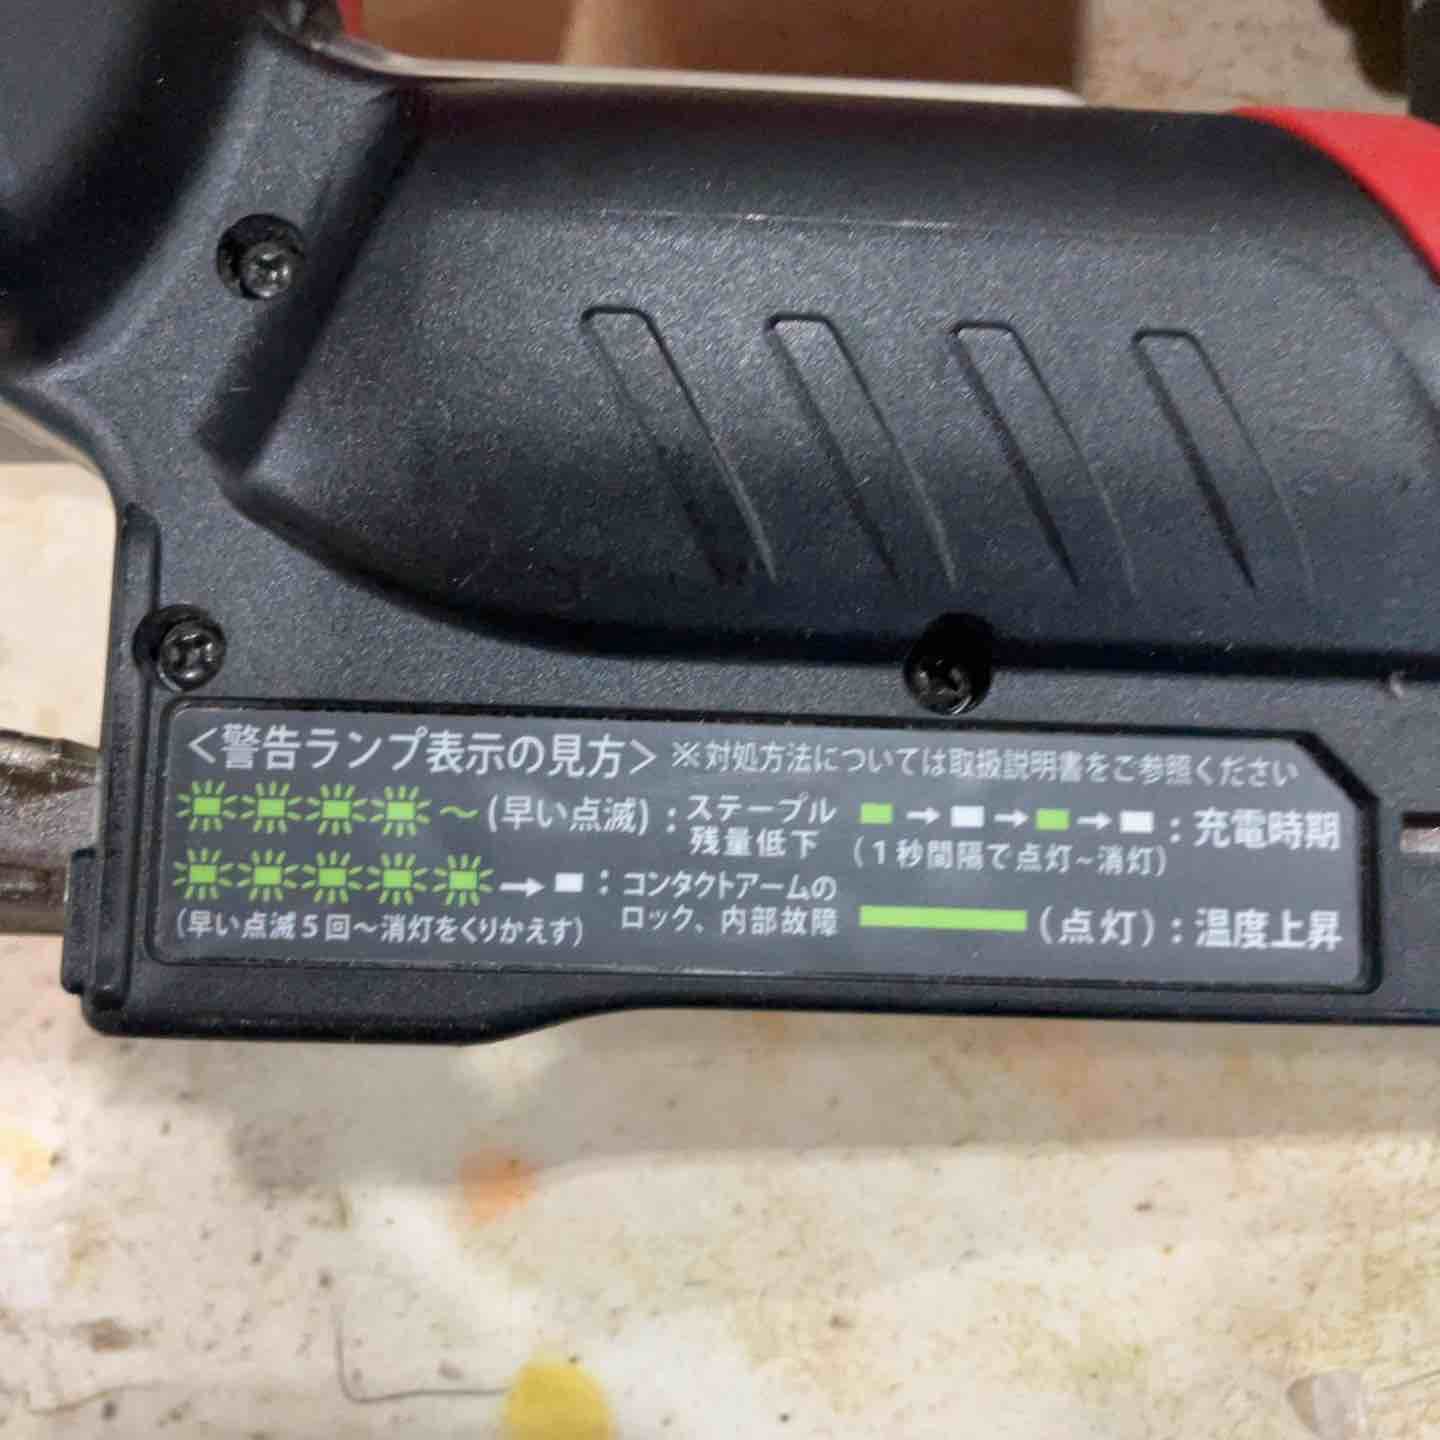 ＜警告ランプ表示の見方＞ ※対処方法については取扱説明書をご参照ください
～(早い点滅)：ステープル
残量低下
→：コンタクトアームの
ロック、内部故障
(早い点滅５回～消灯をくりかえす)
→→→：充電時期
(１秒間隔で点灯~消灯)
(点灯)：温度上昇